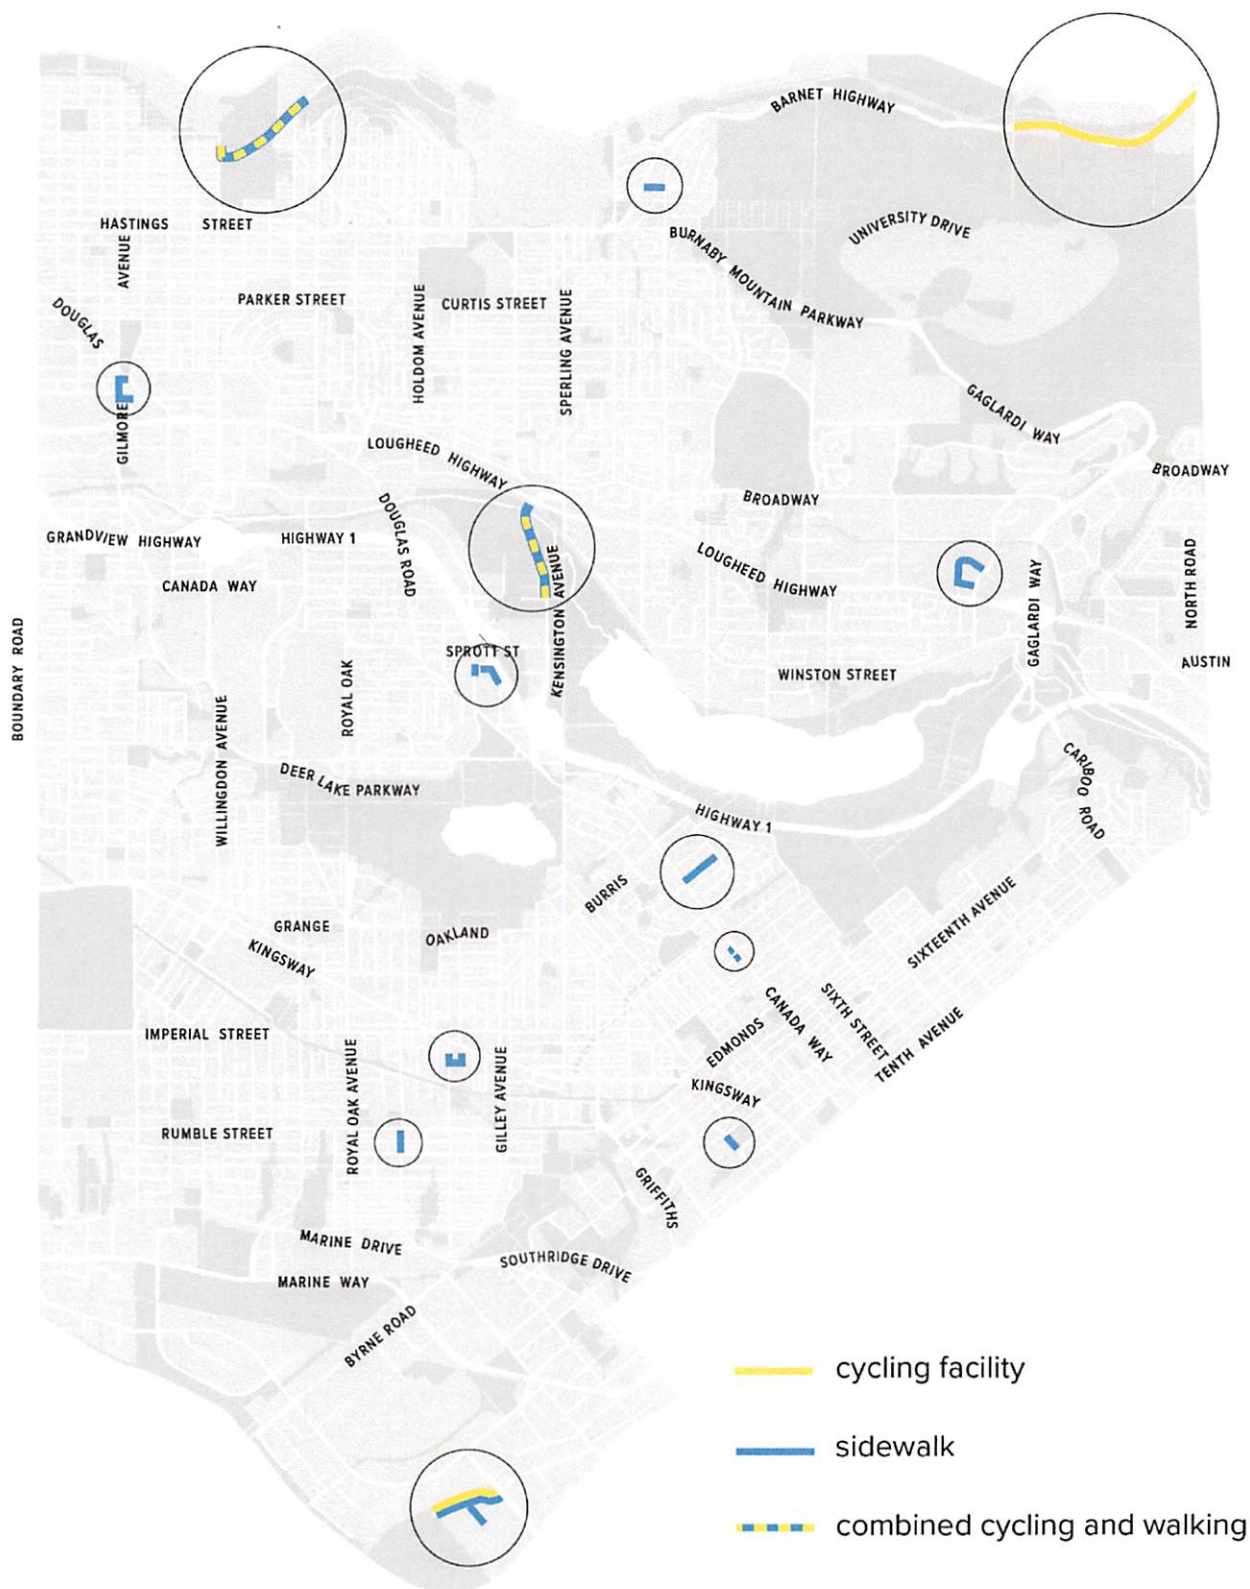 BARNET HIGHWAY
HASTINGS STREET
AVENUE
UNIVERSITY DRIVE
BURNABY MOUNTAIN PARKWAY
DOUGLAS
PARKER STREET
HOLDOM AVENUE
CURTIS STREET
SPERLING AVENUE
GILMORE
GAGLARDI WAY
LOUGHEED HIGHWAY
BROADWAY
BROADWAY
DOUGLAS ROAD
GRANDVIEW HIGHWAY
HIGHWAY 1
CANADA WAY
KENSINGTON AVENUE
LOUGHEED HIGHWAY
GAGLARDI WAY
NORTH ROAD
BOUNDARY ROAD
SPROTT ST
ROYAL OAK
WINSTON STREET
AUSTIN
WILLINGDON AVENUE
DEER LAKE PARKWAY
CARIBOO ROAD
HIGHWAY 1
BURRIS
SIXTEENTH AVENUE
GRANGE
OAKLAND
KINGSWAY
IMPERIAL STREET
CANADA WAY
SIXTH STREET
EDMONDS
TENTH AVENUE
ROYAL OAK AVENUE
GILLEY AVENUE
KINGSWAY
RUMBLE STREET
GRIFFITHS
MARINE DRIVE
SOUTHRIDGE DRIVE
MARINE WAY
BYRNE ROAD
cycling facility
sidewalk
combined cycling and walking